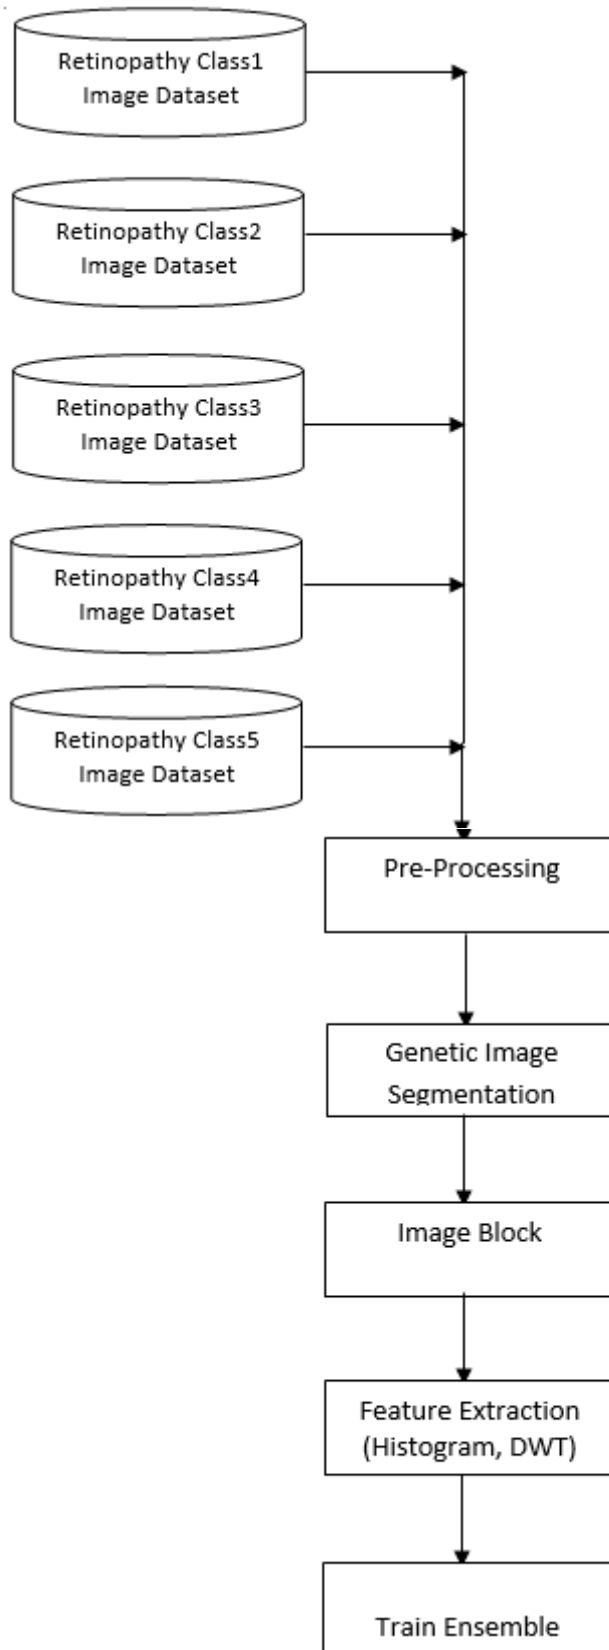 Retinopathy Class1
Image Dataset
Retinopathy Class2
Image Dataset
Retinopathy Class3
Image Dataset
Retinopathy Class4
Image Dataset
Retinopathy Class5
Image Dataset
Pre-Processing
Genetic Image
Segmentation
Image Block
Feature Extraction
(Histogram, DWT)
Train Ensemble